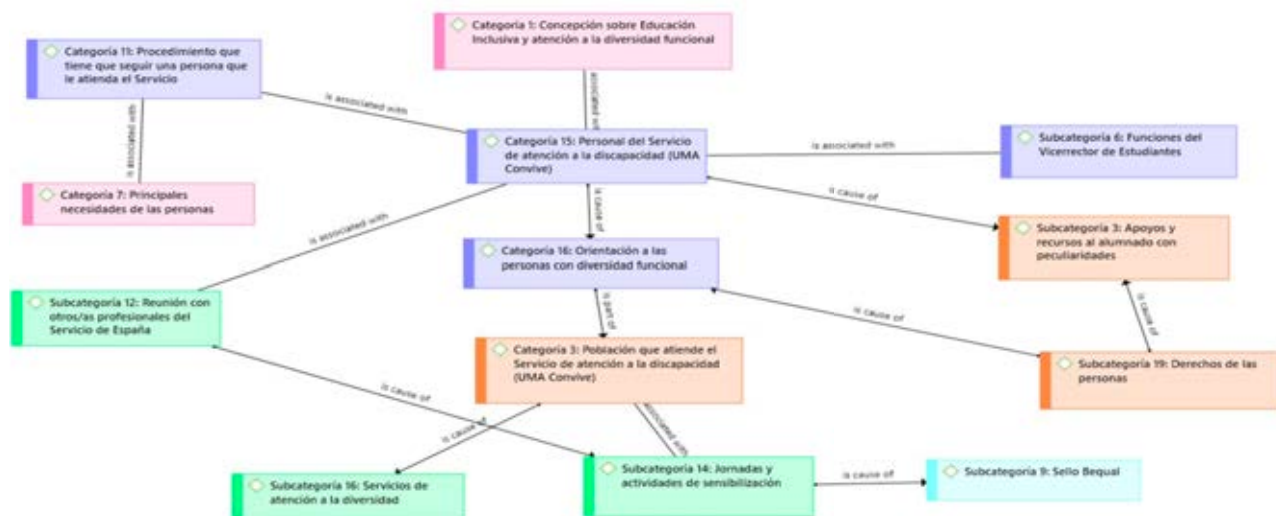 Categoría 1: Concepción sobre Educación
Inclusiva y atención a la diversidad funcional
Categoría 11: Procedimiento que
tiene que seguir una persona que
le atienda el Servicio
is associated with
associated wit
is associated with
Categoría 15: Personal del Servicio
de atención a la discapacidad (UMA
Convive)
is associated with
Subcategoría 6: Funciones del
Vicerrector de Estudiantes
Categoría 7: Principales
necesidades de las personas
is associated with
is cause of
is cause of
Subcategoría 3: Apoyos y
recursos al alumnado con
peculiaridades
Categoría 16: Orientación a las
personas con diversidad funcional
Subcategoría 12: Reunión con
otros/as profesionales del
Servicio de España
is part of
is cause of
is cause of
Categoría 3: Población que atiende el
Servicio de atención a la discapacidad
(UMA Convive)
Subcategoría 19: Derechos de las
personas
is cause of
is cause of
associated with
Subcategoría 16: Servicios de
atención a la diversidad
Subcategoría 14: Jornadas y
actividades de sensibilización
is cause of
Subcategoría 9: Sello Bequal